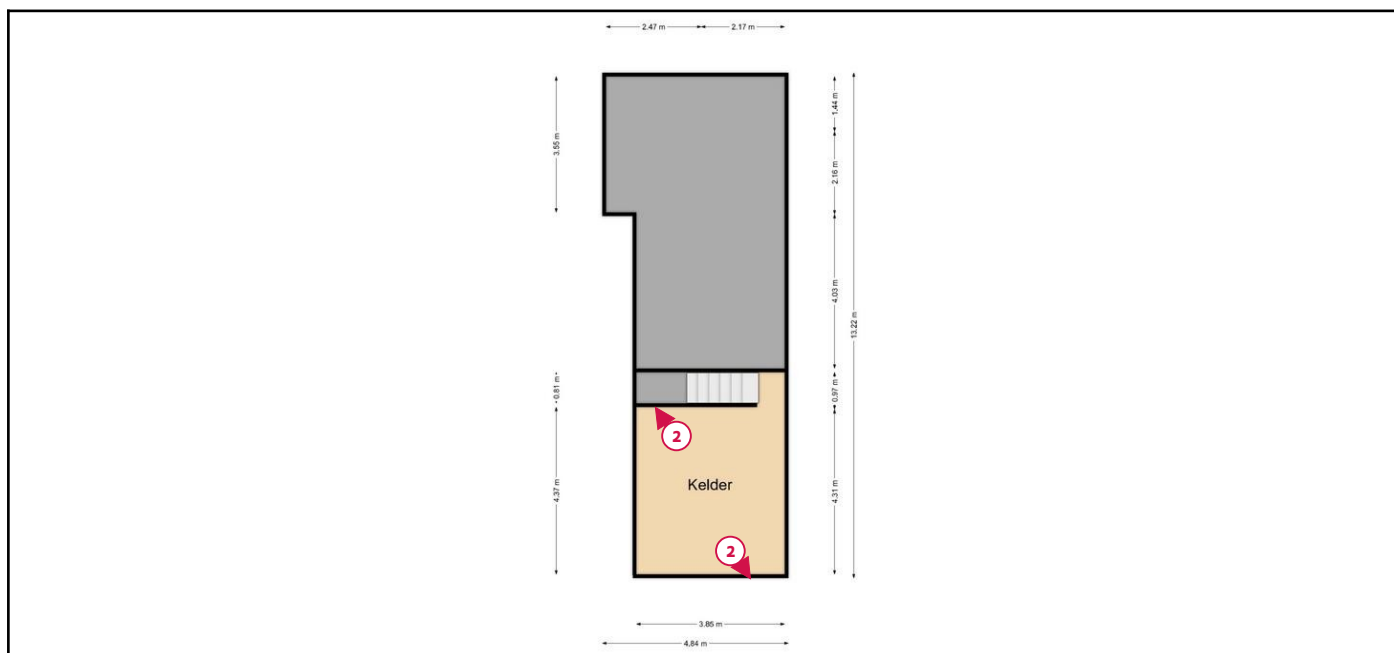 2.47 m
2.17 m
3.55 m
1.44 m
2.16 m
4.03 m
13.22 m
0.81 m
0.97 m
2
Kelder
4.37 m
4.31 m
2
3.85 m
4.84 m